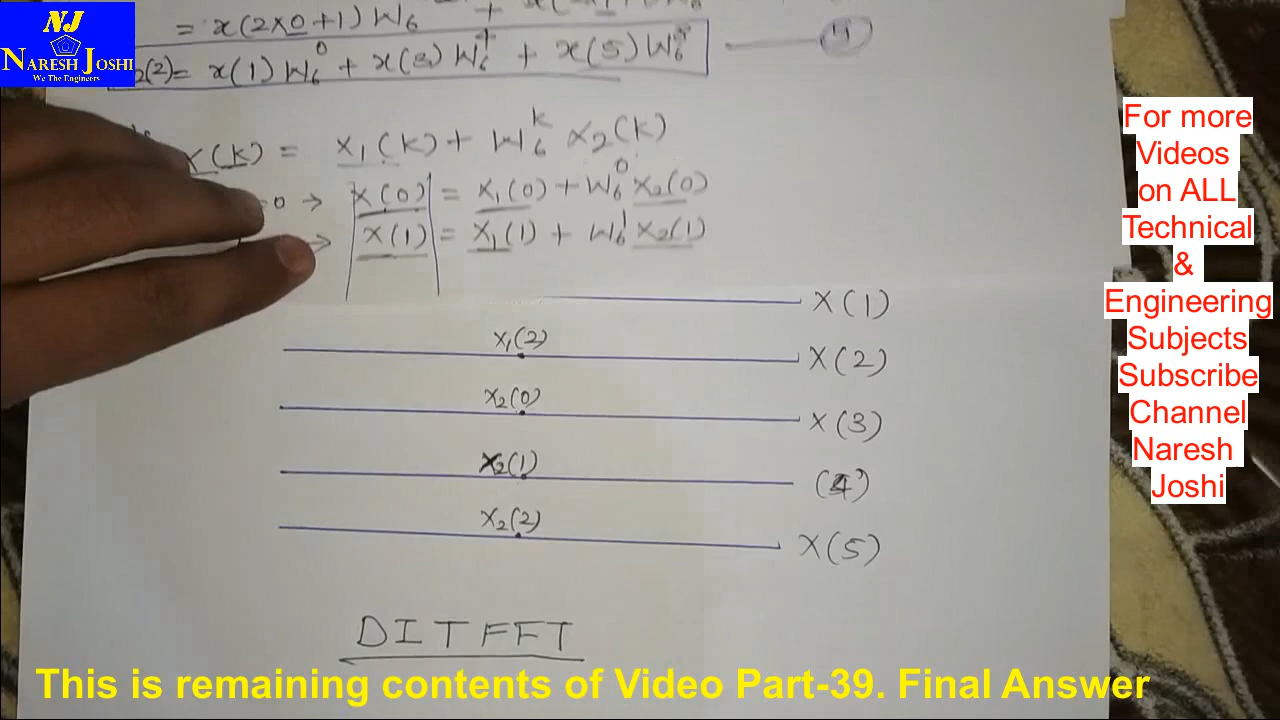 NJ
NARESH JOSHI
We The Engineers
= x(2x0+1) W6 +
x2(2)= x(1) W6^0 + x(3) W6^4 + x(5) W6
4
X(k) = X1(k) + W6^k X2(k)
=0 → X(0) = X1(0) + W6^0 X2(0)
→ X(1) = X1(1) + W6^1 X2(1)
X(1)
X1(2)
X(2)
X2(0)
X(3)
X2(1)
(4)
X2(2)
X(5)
DIT FFT
For more
Videos
on ALL
Technical
&
Engineering
Subjects
Subscribe
Channel
Naresh
Joshi
This is remaining contents of Video Part-39. Final Answer